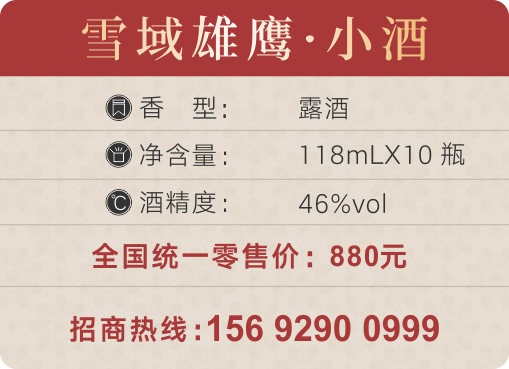 雪域雄鹰·小酒
香 型： 露酒
净含量： 118mLX10 瓶
酒精度： 46%vol
全国统一零售价：880元
招商热线：156 9290 0999